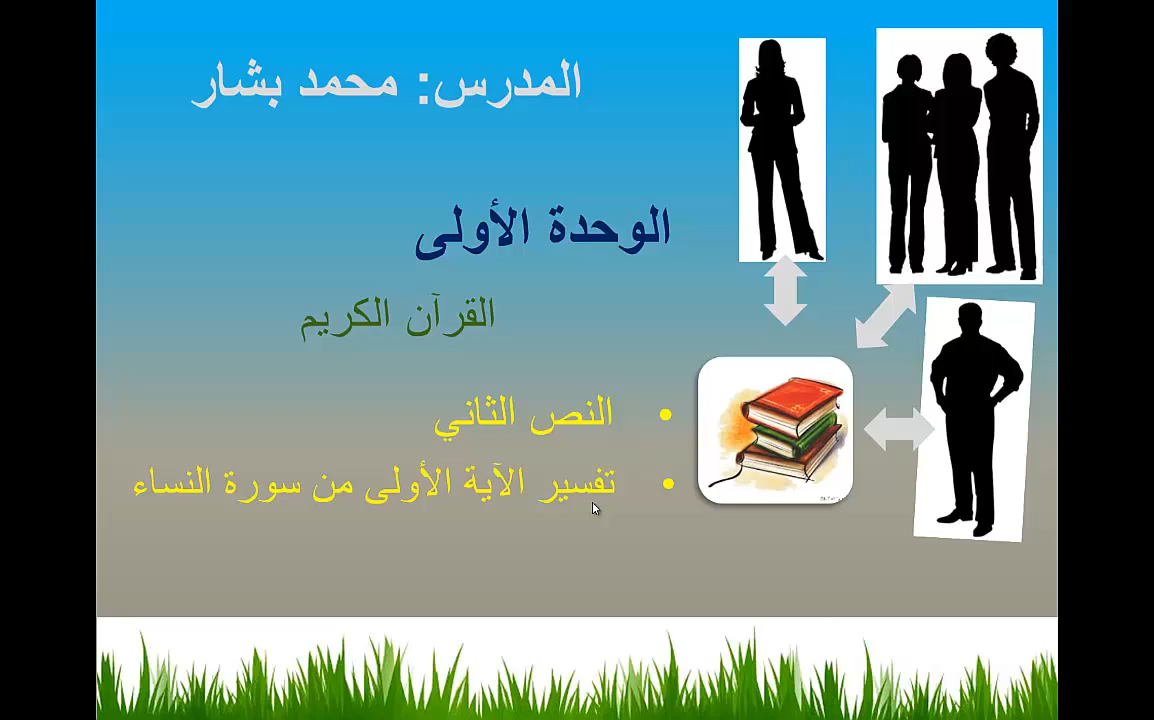 المدرس: محمد بشار
الوحدة الأولى
القرآن الكريم
• النص الثاني
• تفسير الآية الأولى من سورة النساء